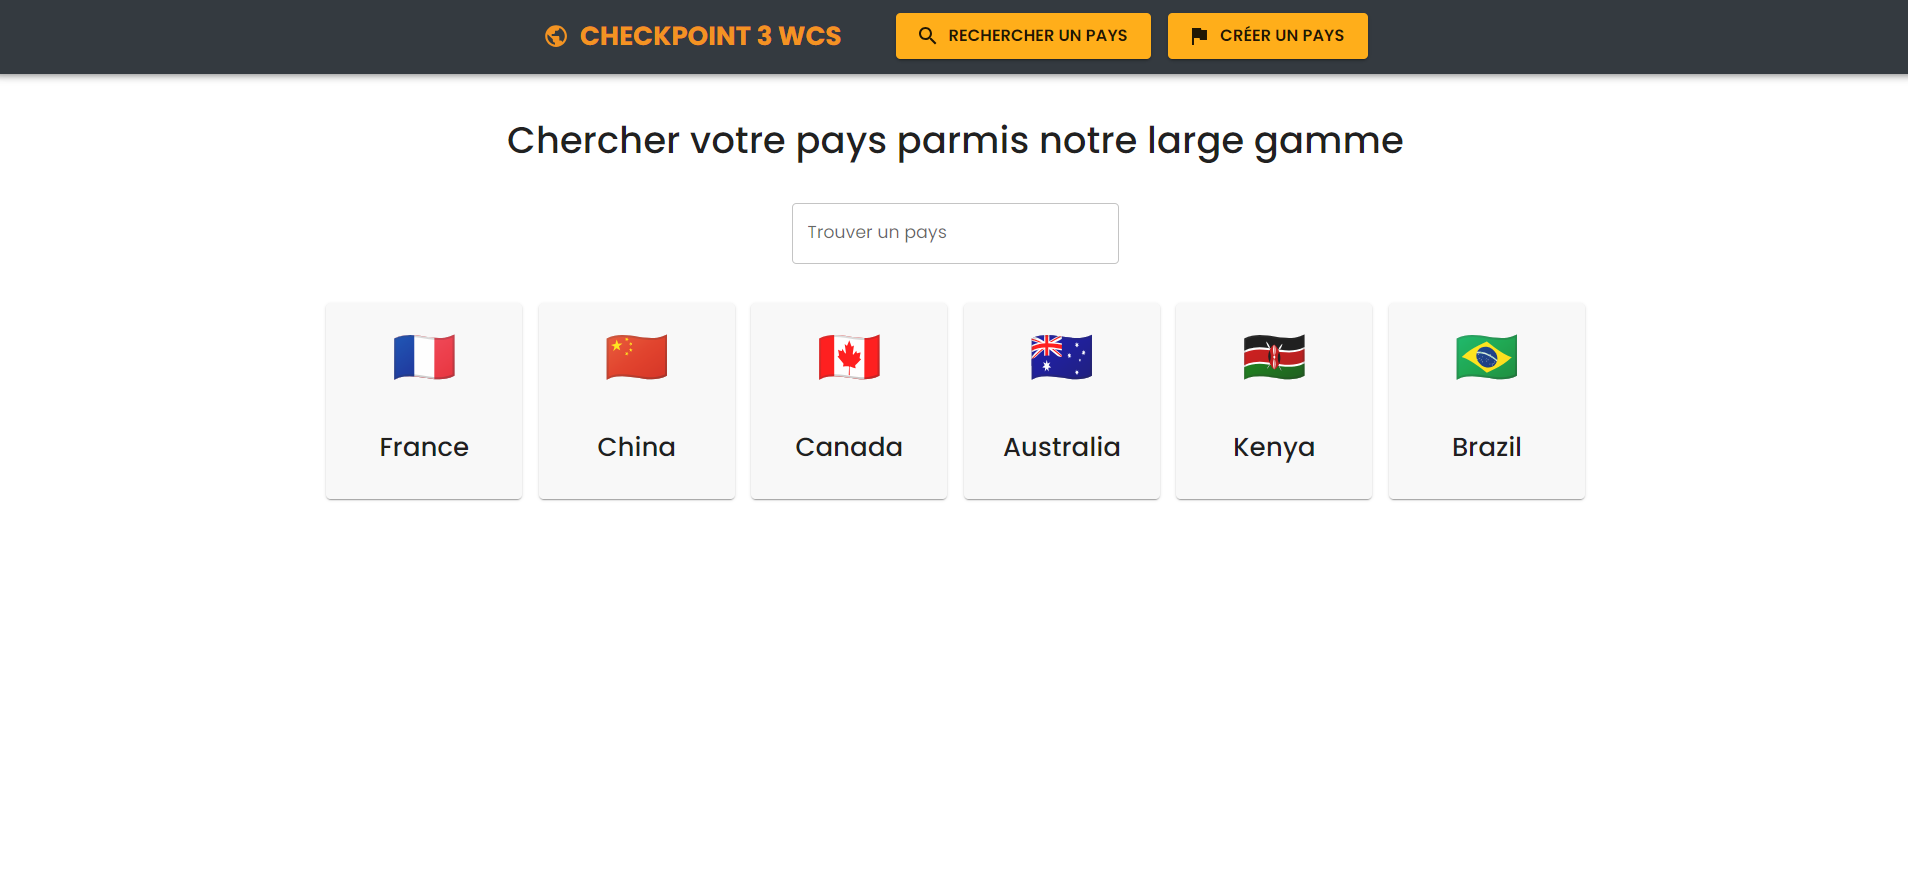 CHECKPOINT 3 WCS
RECHERCHER UN PAYS
CRÉER UN PAYS
Chercher votre pays parmis notre large gamme
Trouver un pays
France
China
Canada
Australia
Kenya
Brazil